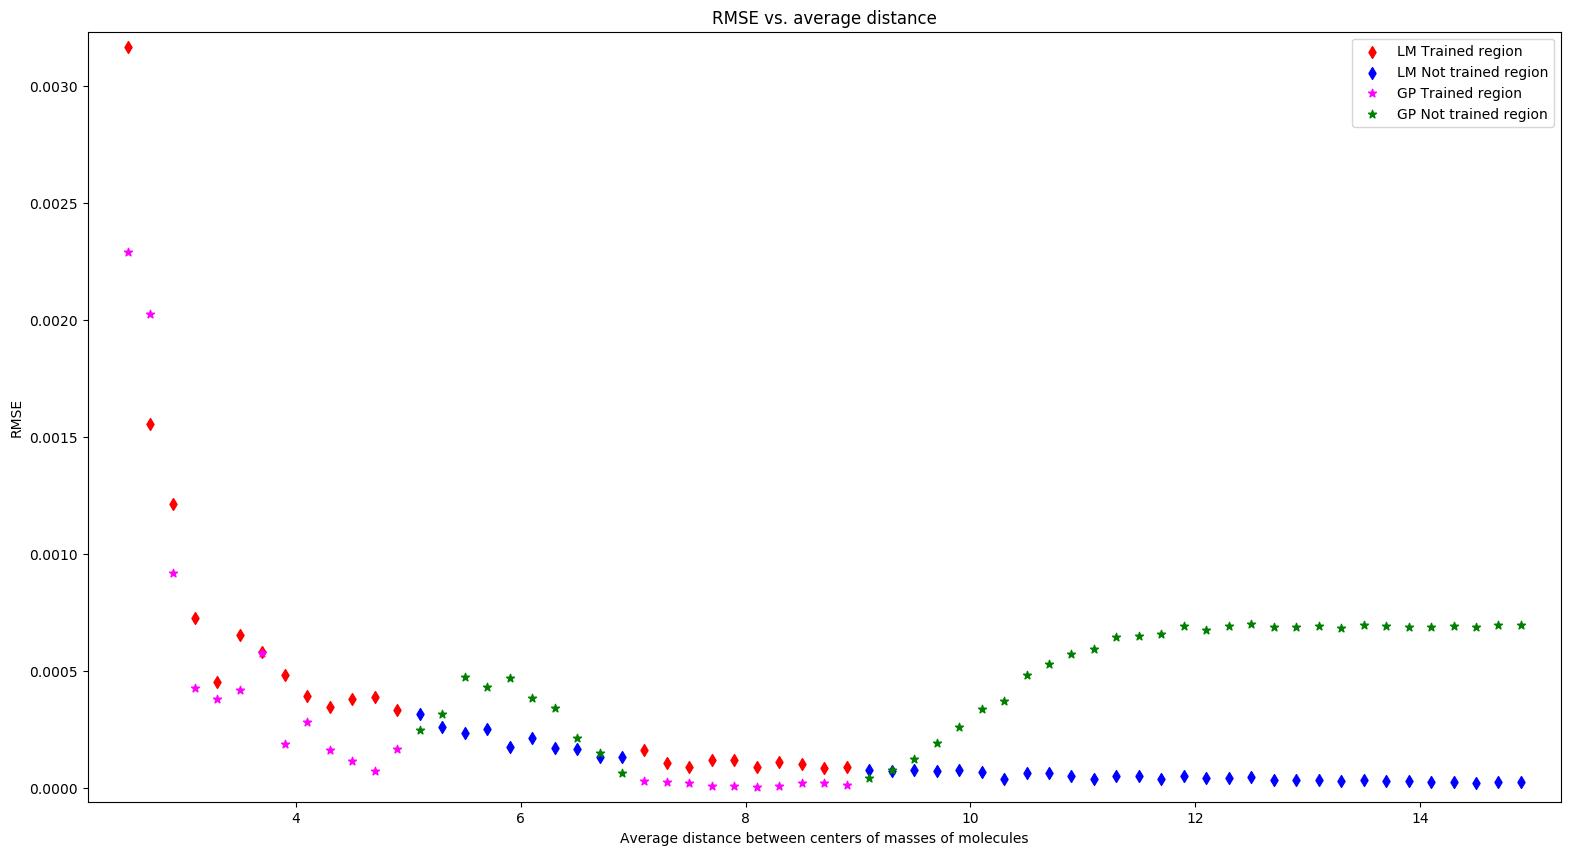 RMSE vs. average distance
LM Trained region
LM Not trained region
GP Trained region
GP Not trained region
RMSE
0.0030
0.0025
0.0020
0.0015
0.0010
0.0005
0.0000
4 6 8 10 12 14
Average distance between centers of masses of molecules